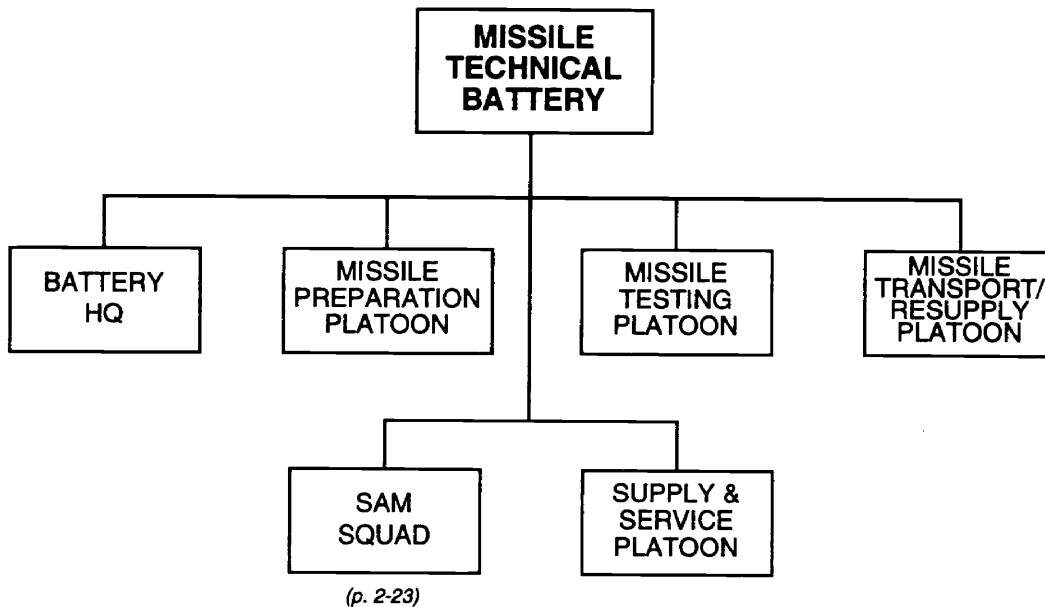 MISSILE
TECHNICAL
BATTERY
BATTERY
HQ
MISSILE
PREPARATION
PLATOON
MISSILE
TESTING
PLATOON
MISSILE
TRANSPORT/
RESUPPLY
PLATOON
SAM
SQUAD
(p. 2-23)
SUPPLY &
SERVICE
PLATOON